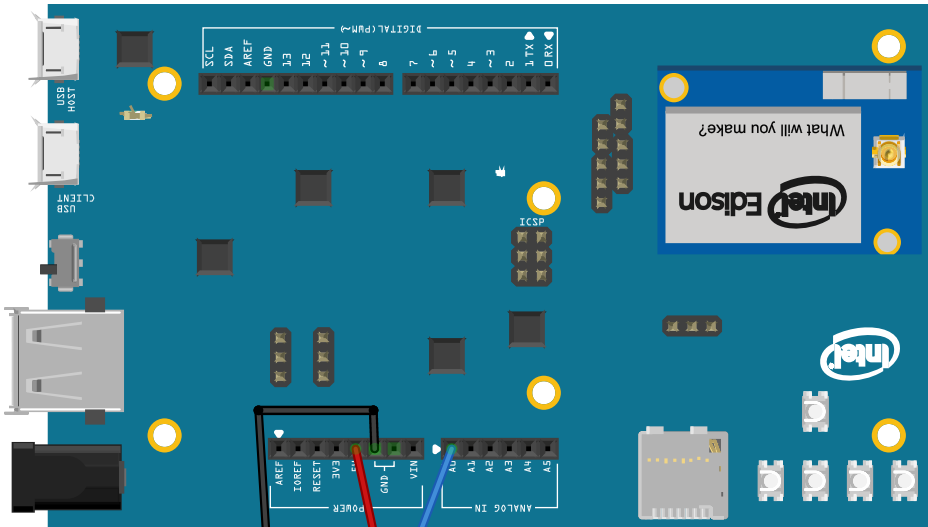 DIGITAL(PWM~)
SCL
SDA
AREF
GND
13
12
~11
~10
~9
8
7
~6
~5
4
~3
2
1 TX
0 RX
USB
HOST
What will you make?
intel Edison
CLIENT
USB
ICSP
intel
AREF
IOREF
RESET
3V3
GND
VIN
A0
A1
A2
A3
A4
A5
POWER
ANALOG IN